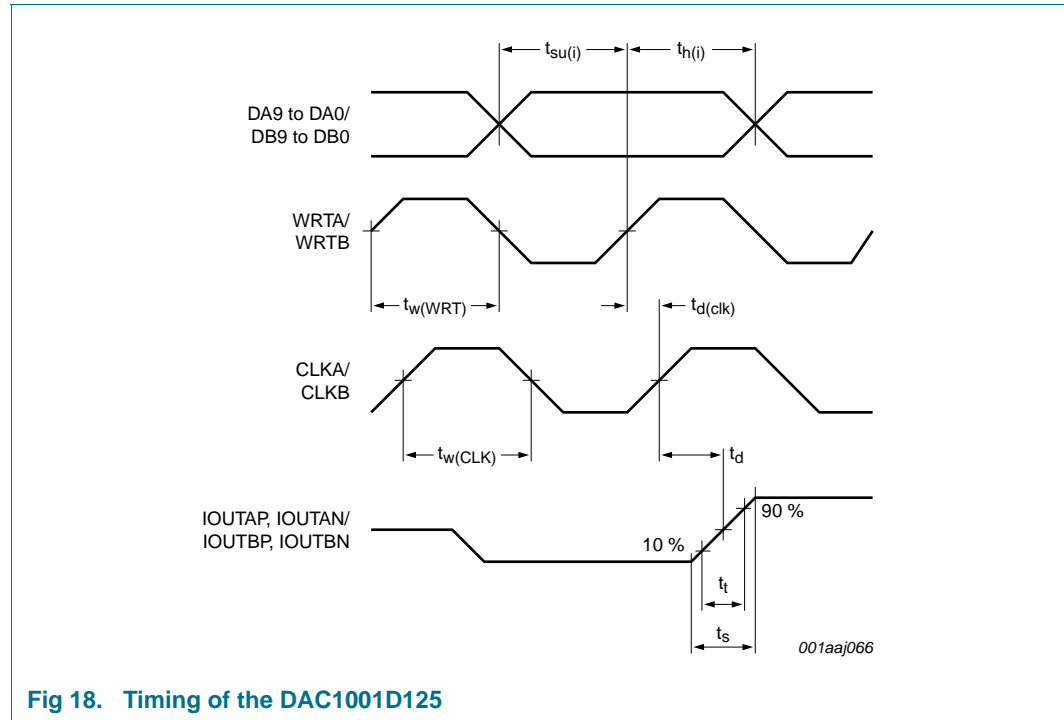 tsu(i)
th(i)
DA9 to DA0/
DB9 to DB0
WRTA/
WRTB
tw(WRT)
td(clk)
CLKA/
CLKB
tw(CLK)
td
IOUTAP, IOUTAN/
IOUTBP, IOUTBN
90 %
10 %
tt
ts
001aaj066
Fig 18. Timing of the DAC1001D125